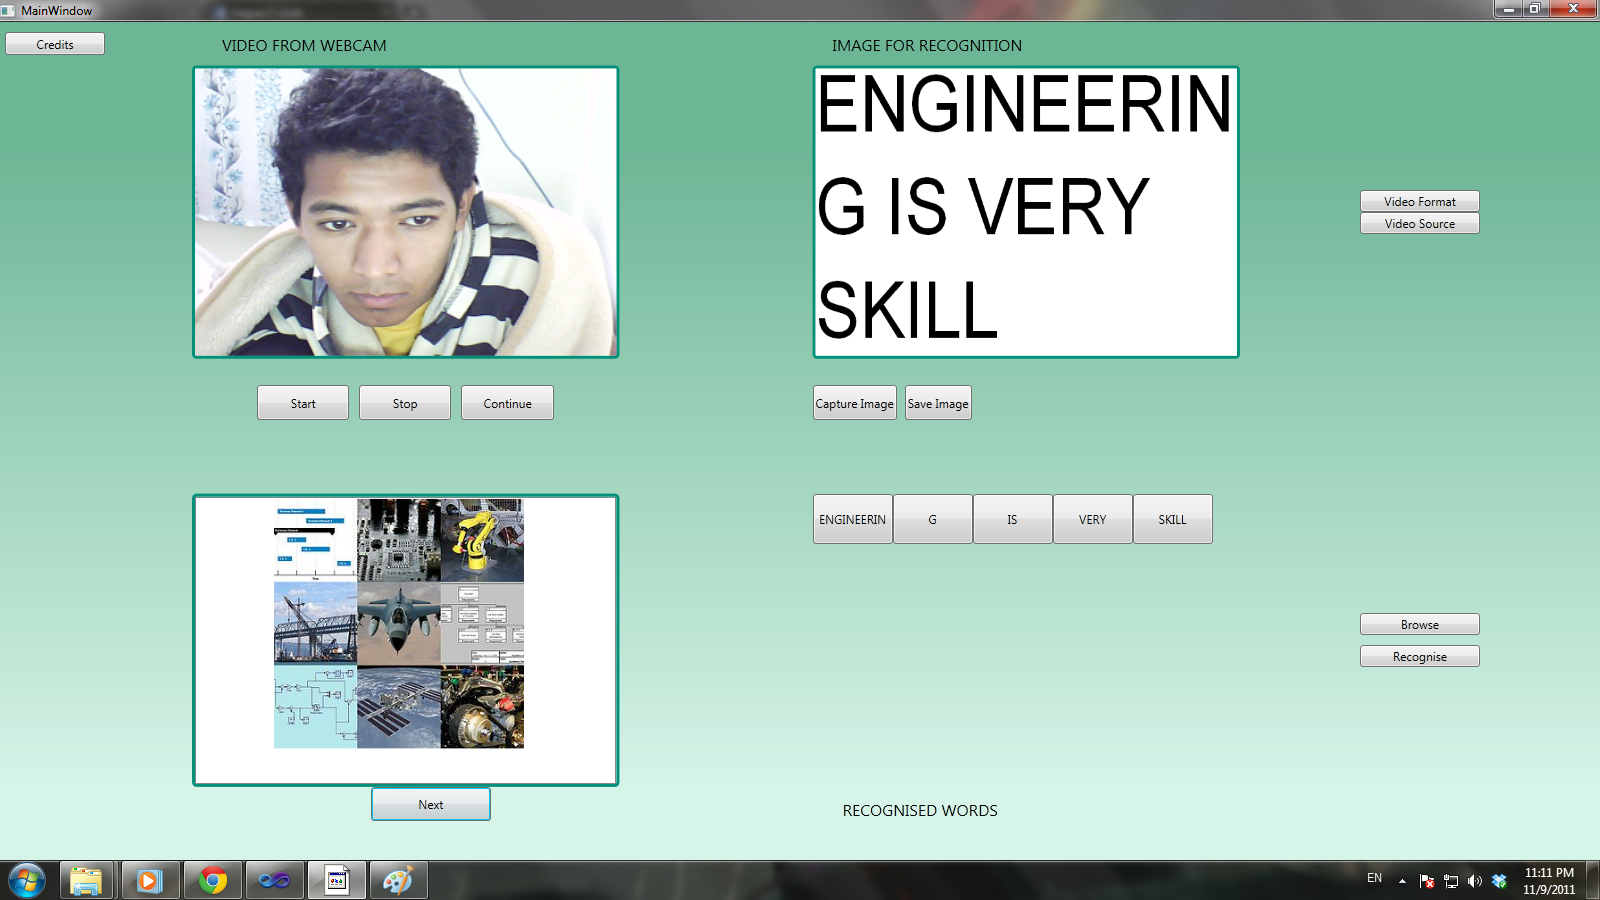 MainWindow
Credits
VIDEO FROM WEBCAM
IMAGE FOR RECOGNITION
ENGINEERIN
G IS VERY
SKILL
Video Format
Video Source
Start
Stop
Continue
Capture Image
Save Image
ENGINEERIN
G
IS
VERY
SKILL
Browse
Recognise
Next
RECOGNISED WORDS
EN
11:11 PM
11/9/2011